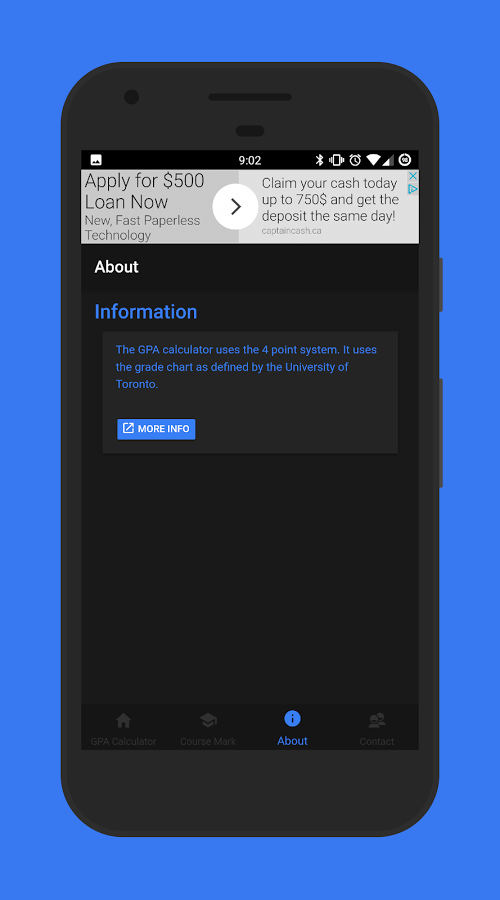 9:02
Apply for $500
Loan Now
New, Fast Paperless
Technology
Claim your cash today
up to 750$ and get the
deposit the same day!
captaincash.ca
About
Information
The GPA calculator uses the 4 point system. It uses
the grade chart as defined by the University of
Toronto.
MORE INFO
GPA Calculator
Course Mark
About
Contact